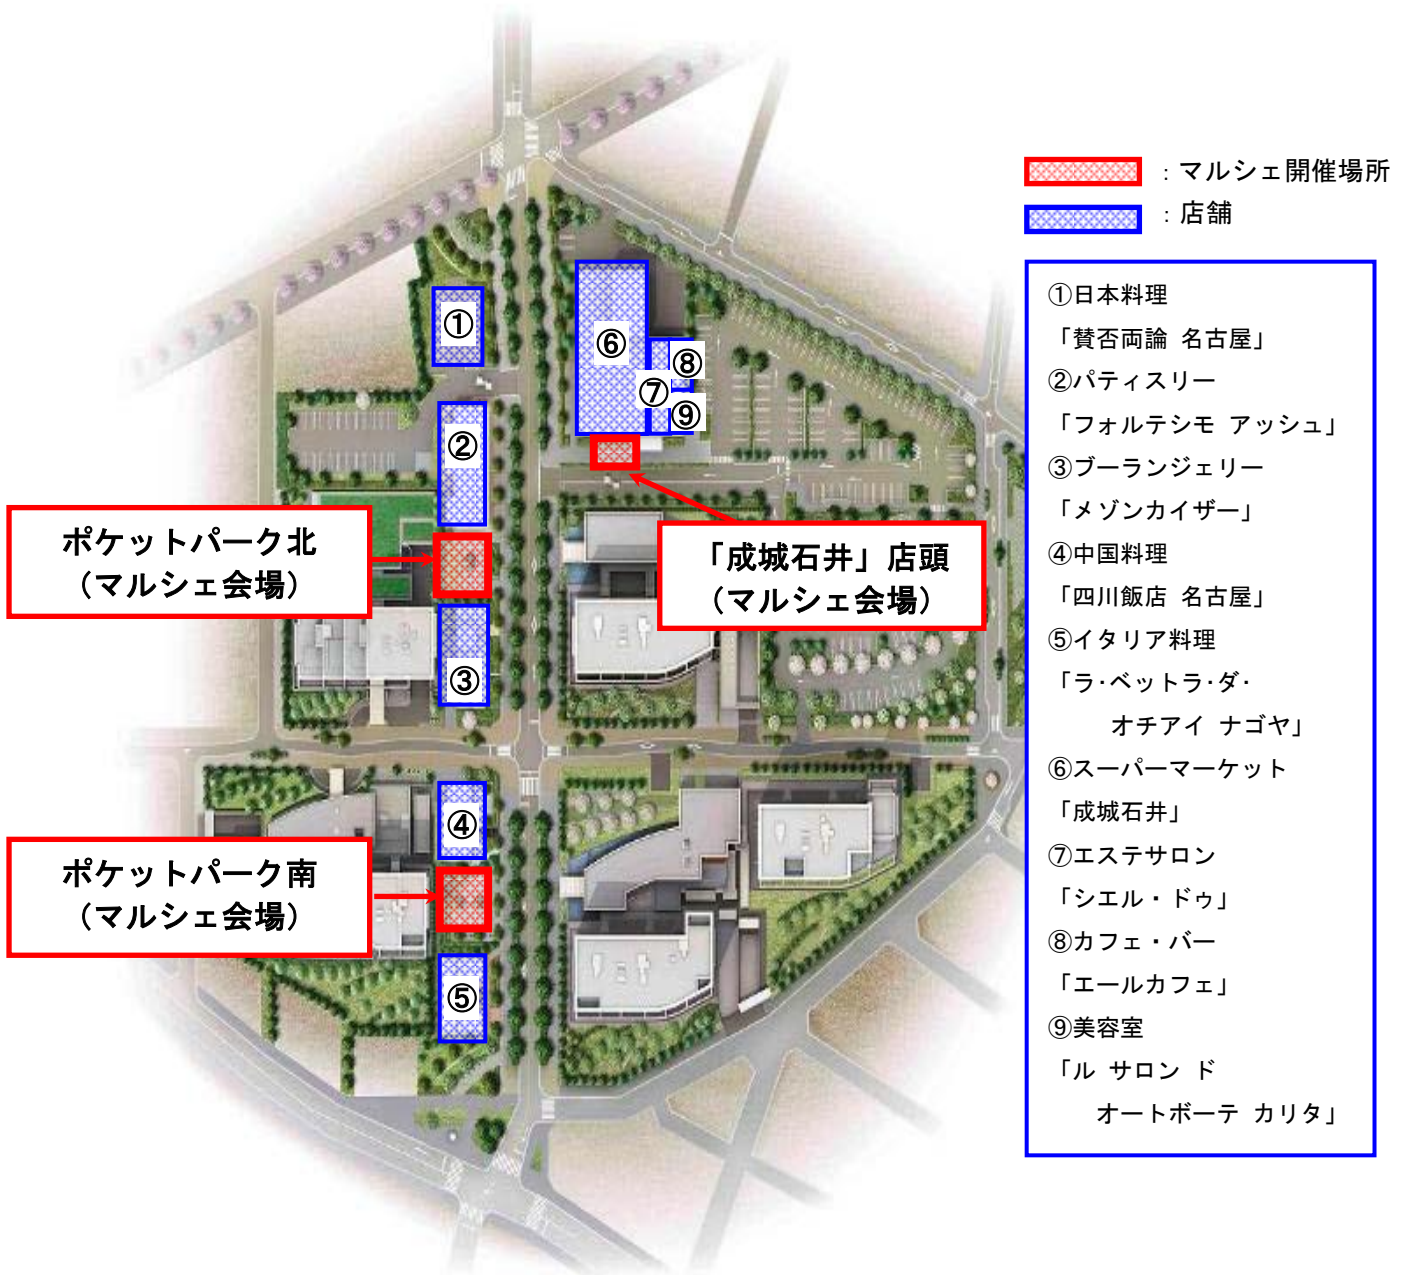 ：マルシェ開催場所
：店舗
①日本料理
「賛否両論 名古屋」
②パティスリー
「フォルテシモ アッシュ」
③ブーランジェリー
「メゾンカイザー」
④中国料理
「四川飯店 名古屋」
⑤イタリア料理
「ラ・ベットラ・ダ・
オチアイ ナゴヤ」
⑥スーパーマーケット
「成城石井」
⑦エステサロン
「シエル・ドゥ」
⑧カフェ・バー
「エールカフェ」
⑨美容室
「ル サロン ド
オートボーテ カリタ」
①
⑥
⑧
⑦
⑨
②
ポケットパーク北
（マルシェ会場）
「成城石井」店頭
（マルシェ会場）
③
④
ポケットパーク南
（マルシェ会場）
⑤